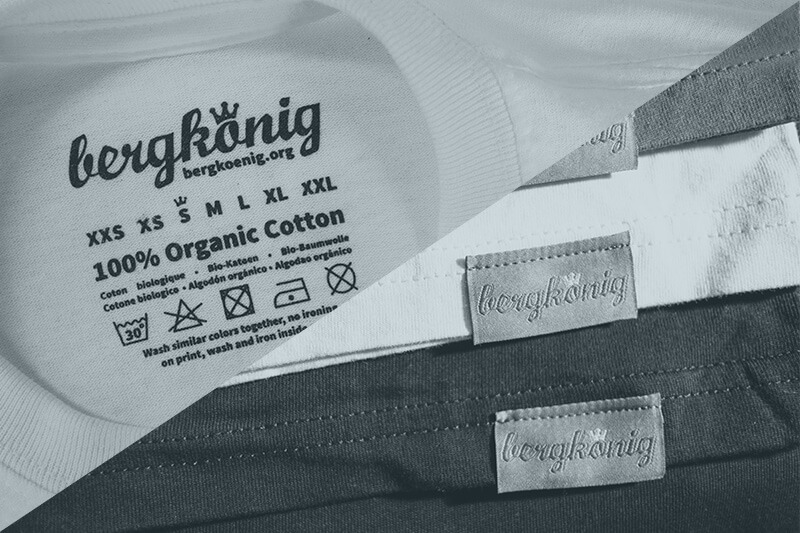 bergkönig
bergkoenig.org
XXS XS S M L XL XXL
100% Organic Cotton
Coton biologique • Bio-Katoen • Bio-Baumwolle
Cotone biologico • Algodón orgánico • Algodao orgânico
30°
Wash similar colors together, no ironing
on print, wash and iron inside
bergkönig
bergkönig